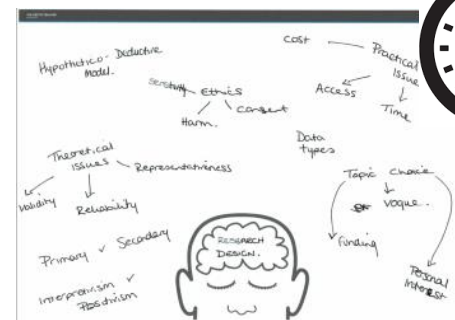 Hypothetico-Deductive
Model.
Cost
Practical
Issue
Access
Time
Ethics
Harm.
Consent
Data
types
Theoretical
issues
Representativeness
Validity
Reliability
Topic Choice
vogue.
Funding
Personal
Interest
Primary v Secondary
Interpretivism v
Positivism
RESEARCH
DESIGN.